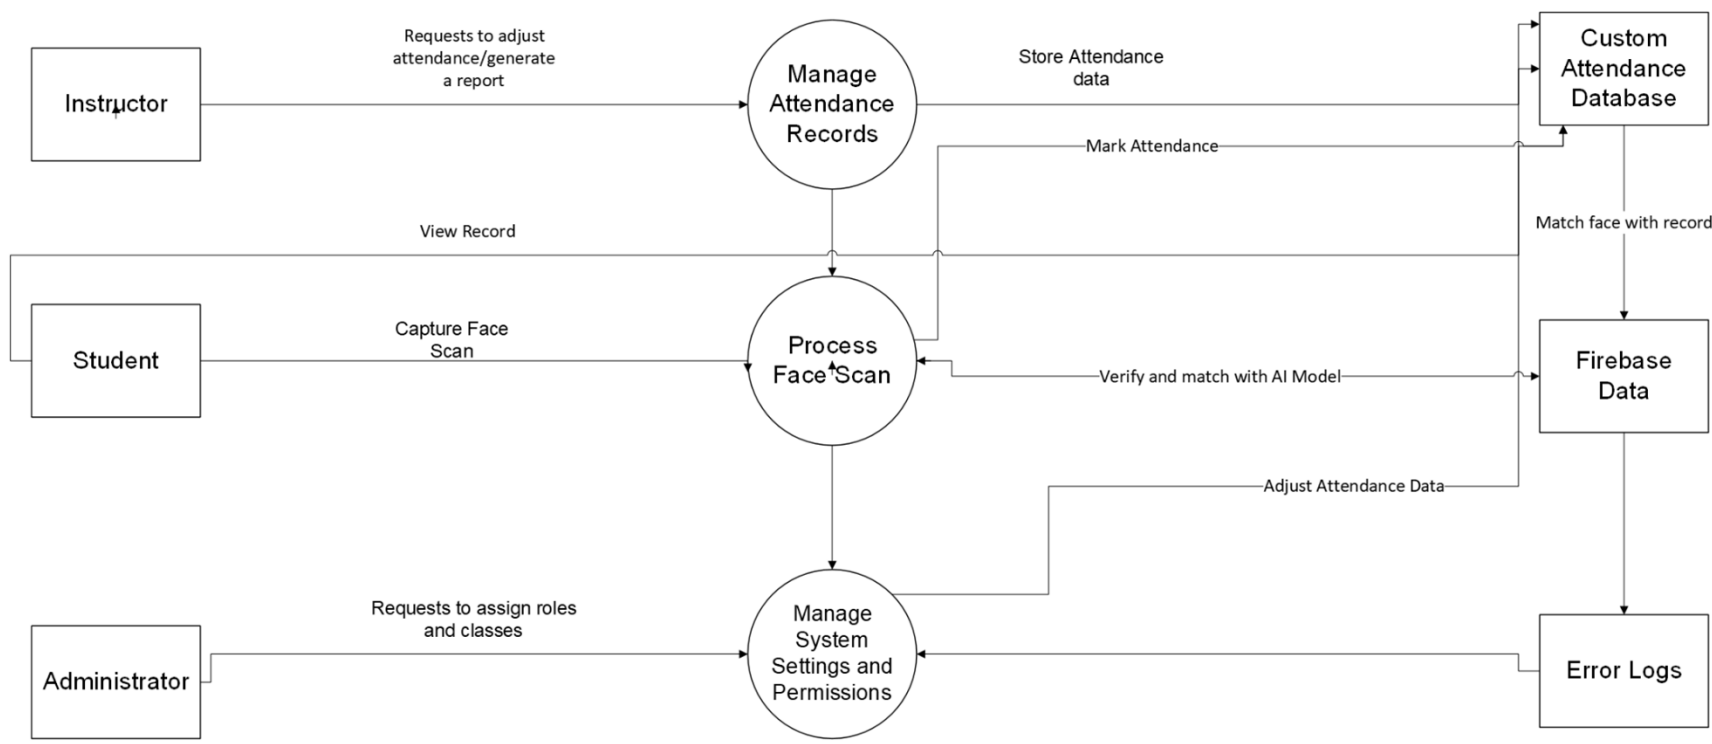 Requests to adjust
attendance/generate
a report
Instructor
Manage
Attendance
Records
Store Attendance
data
Custom
Attendance
Database
Mark Attendance
View Record
Match face with record
Student
Capture Face
Scan
Process
Face Scan
Verify and match with AI Model
Firebase
Data
Adjust Attendance Data
Administrator
Requests to assign roles
and classes
Manage
System
Settings and
Permissions
Error Logs